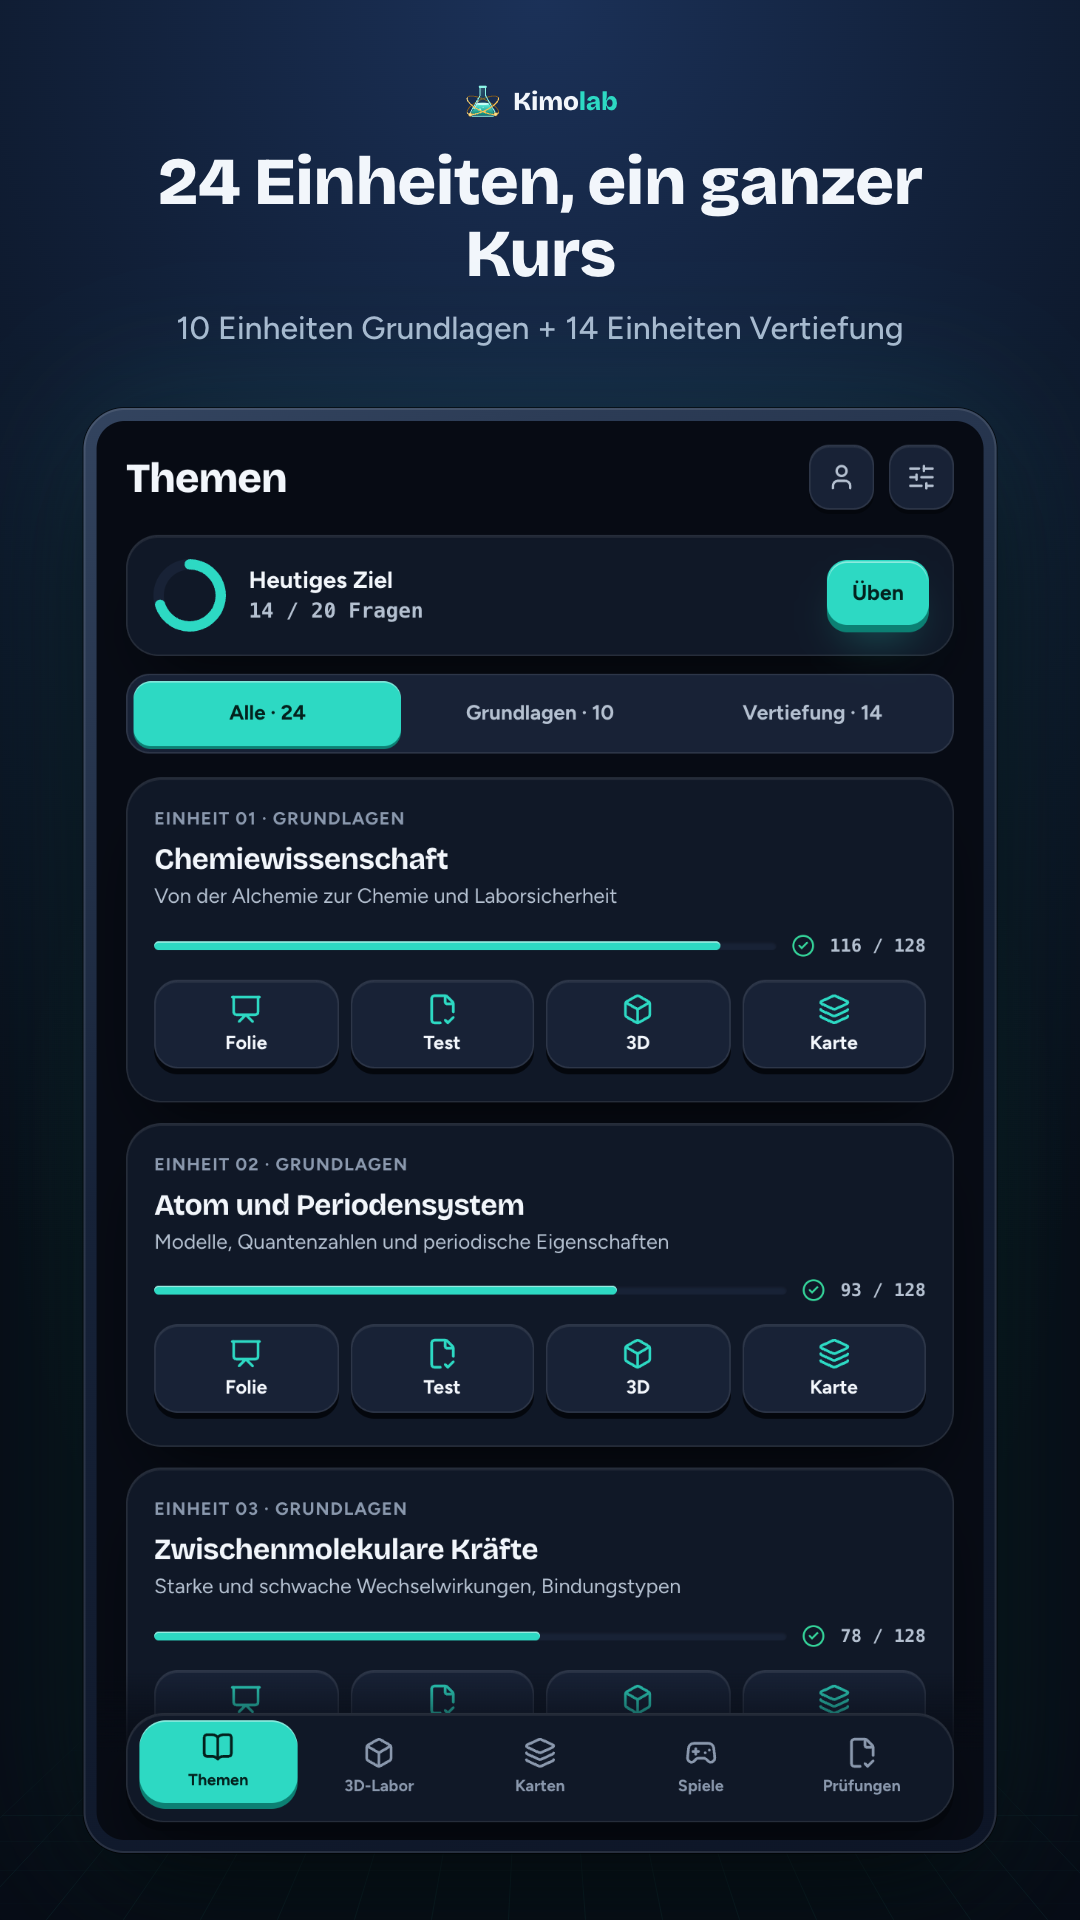 Kimolab
24 Einheiten, ein ganzer
Kurs
10 Einheiten Grundlagen + 14 Einheiten Vertiefung
Themen
Heutiges Ziel
14 / 20 Fragen
Üben
Alle · 24
Grundlagen · 10
Vertiefung · 14
EINHEIT 01 · GRUNDLAGEN
Chemiewissenschaft
Von der Alchemie zur Chemie und Laborsicherheit
116 / 128
Folie
Test
3D
Karte
EINHEIT 02 · GRUNDLAGEN
Atom und Periodensystem
Modelle, Quantenzahlen und periodische Eigenschaften
93 / 128
Folie
Test
3D
Karte
EINHEIT 03 · GRUNDLAGEN
Zwischenmolekulare Kräfte
Starke und schwache Wechselwirkungen, Bindungstypen
78 / 128
Themen
3D-Labor
Karten
Spiele
Prüfungen